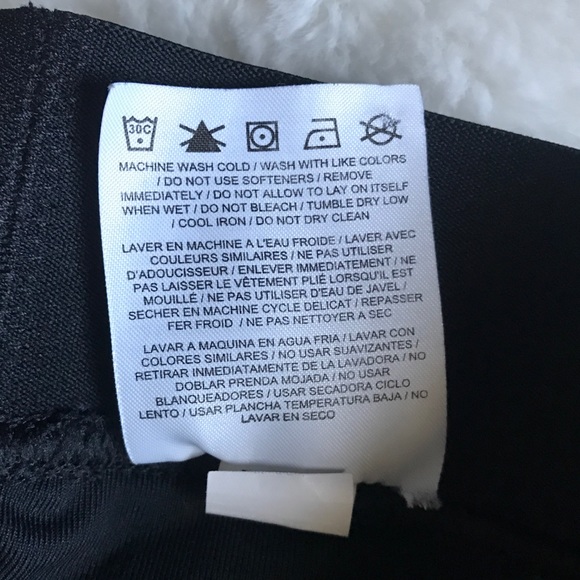 30C
MACHINE WASH COLD / WASH WITH LIKE COLORS
/ DO NOT USE SOFTENERS / REMOVE
IMMEDIATELY / DO NOT ALLOW TO LAY ON ITSELF
WHEN WET / DO NOT BLEACH / TUMBLE DRY LOW
/ COOL IRON / DO NOT DRY CLEAN
LAVER EN MACHINE A L'EAU FROIDE / LAVER AVEC
COULEURS SIMILAIRES / NE PAS UTILISER
D'ADOUCISSEUR / ENLEVER IMMEDIATEMENT / NE
PAS LAISSER LE VÊTEMENT PLIÉ LORSQU'IL EST
MOUILLÉ / NE PAS UTILISER D'EAU DE JAVEL /
SECHER EN MACHINE CYCLE DELICAT / REPASSER
FER FROID / NE PAS NETTOYER A SEC
LAVAR A MAQUINA EN AGUA FRIA / LAVAR CON
COLORES SIMILARES / NO USAR SUAVIZANTES /
RETIRAR INMEDIATAMENTE DE LA LAVADORA / NO
DOBLAR PRENDA MOJADA / NO USAR
BLANQUEADORES / USAR SECADORA CICLO
LENTO / USAR PLANCHA TEMPERATURA BAJA / NO
LAVAR EN SECO